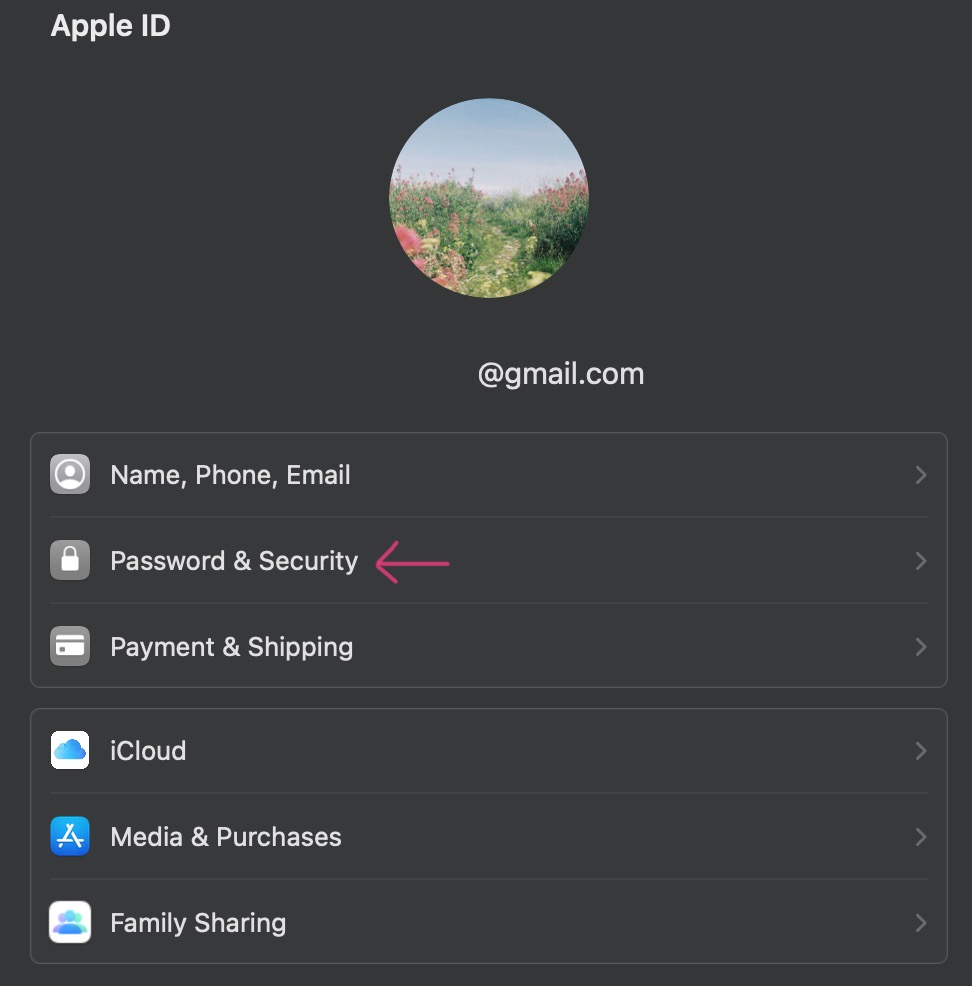 Apple ID
@gmail.com
Name, Phone, Email
Password & Security
Payment & Shipping
iCloud
Media & Purchases
Family Sharing